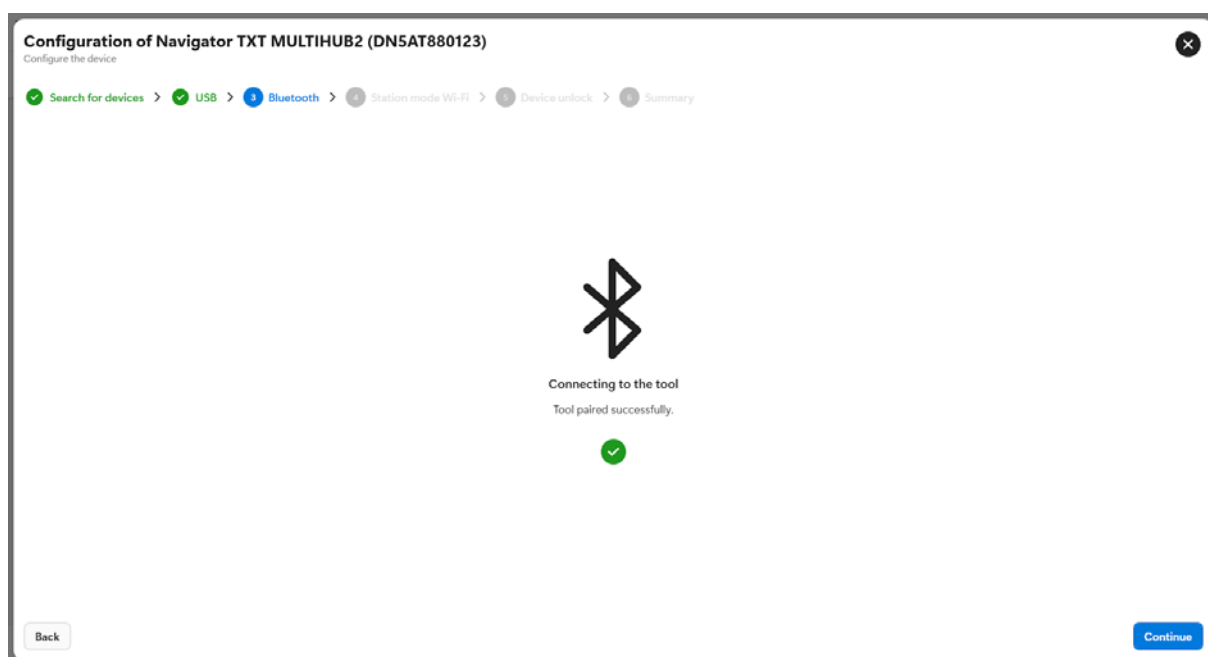 Configuration of Navigator TXT MULTIHUB2 (DN5AT880123)
Configure the device
Search for devices > USB > 3 Bluetooth > 4 Station mode Wi-Fi > 5 Device unlock > 6 Summary
Connecting to the tool
Tool paired successfully.
Back
Continue